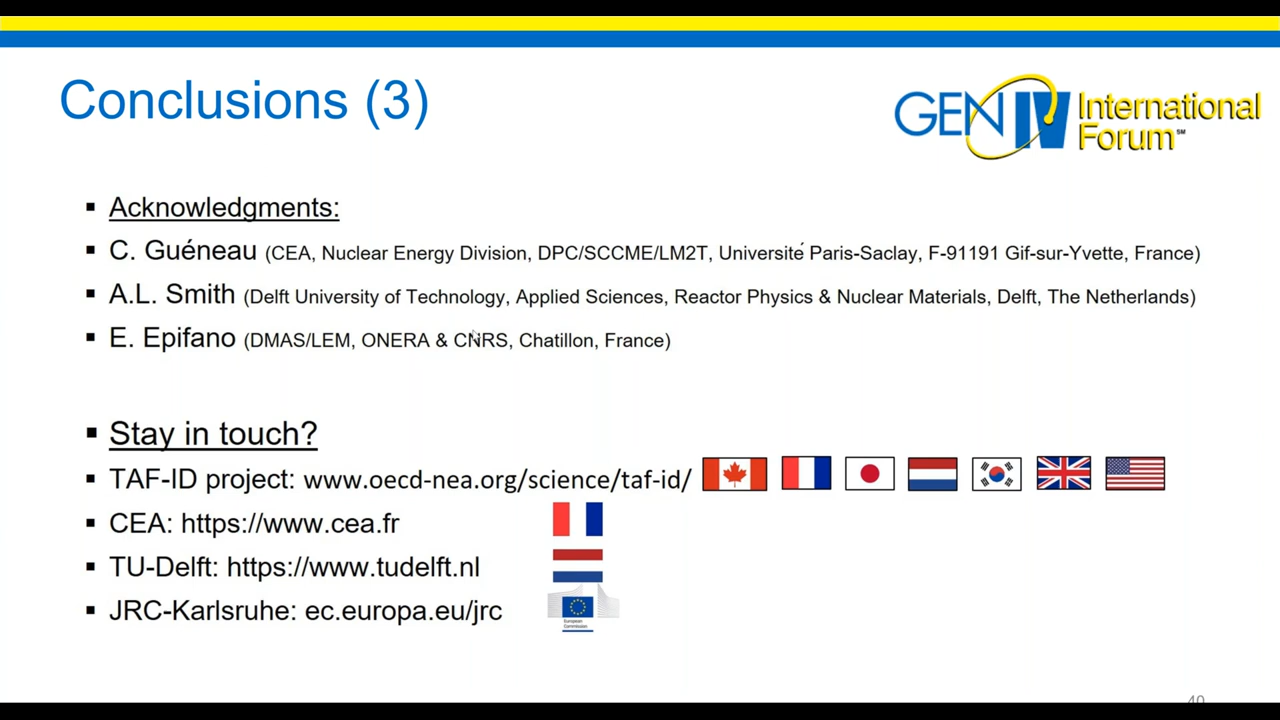 Conclusions (3)
GEN IV International Forum℠
Acknowledgments:
C. Guéneau (CEA, Nuclear Energy Division, DPC/SCCME/LM2T, Université Paris-Saclay, F-91191 Gif-sur-Yvette, France)
A.L. Smith (Delft University of Technology, Applied Sciences, Reactor Physics & Nuclear Materials, Delft, The Netherlands)
E. Epifano (DMAS/LEM, ONERA & CNRS, Chatillon, France)
Stay in touch?
TAF-ID project: www.oecd-nea.org/science/taf-id/
CEA: https://www.cea.fr
TU-Delft: https://www.tudelft.nl
JRC-Karlsruhe: ec.europa.eu/jrc
European
Commission
40